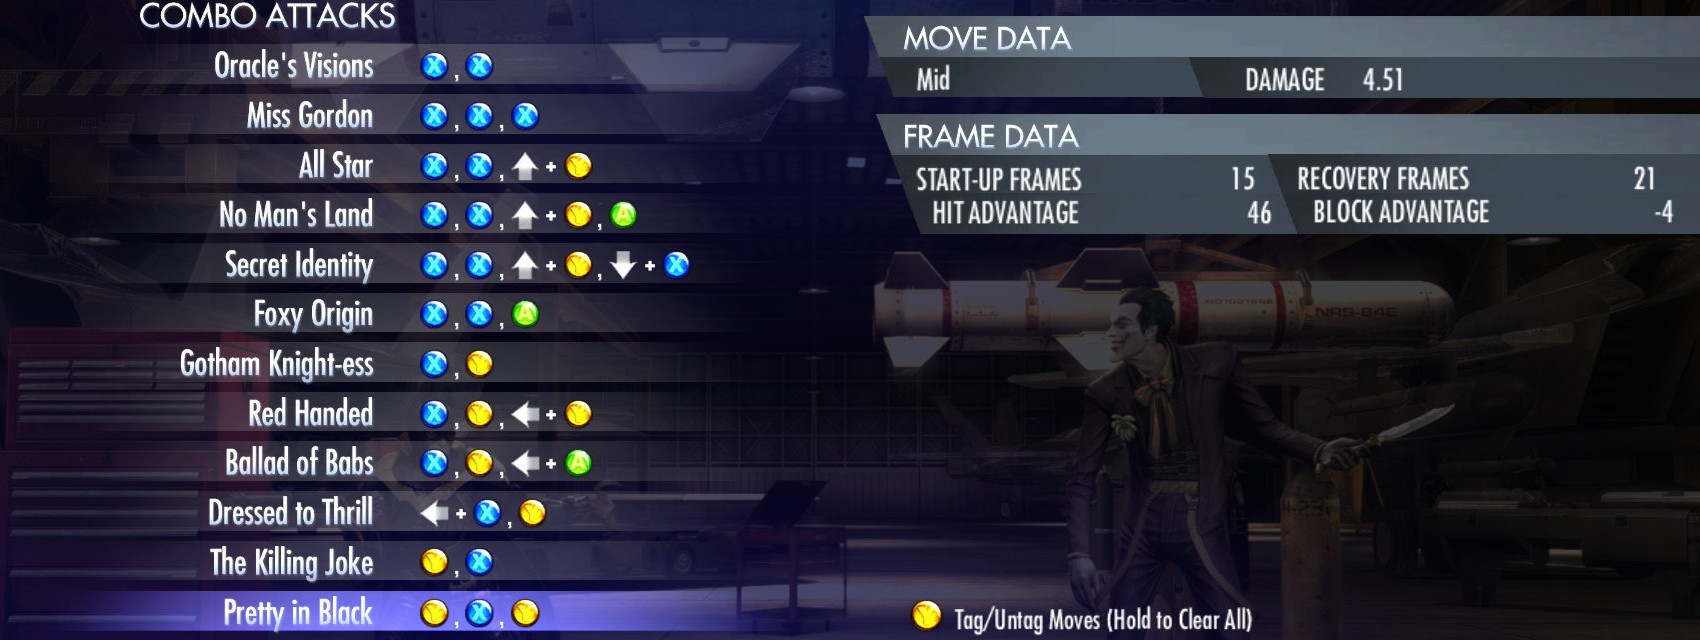 COMBO ATTACKS
Oracle's Visions X , X
Miss Gordon X , X , X
All Star X , X , ⬆ + Y
No Man's Land X , X , ⬆ + Y , A
Secret Identity X , X , ⬆ + Y , ⬇ + X
Foxy Origin X , X , A
Gotham Knight-ess X , Y
Red Handed X , Y , ⬅ + Y
Ballad of Babs X , Y , ⬅ + A
Dressed to Thrill ⬅ + X , Y
The Killing Joke Y , X
Pretty in Black Y , X , Y
MOVE DATA
Mid DAMAGE 4.51
FRAME DATA
START-UP FRAMES 15 RECOVERY FRAMES 21
HIT ADVANTAGE 46 BLOCK ADVANTAGE -4
NRS-84E
Y Tag/Untag Moves (Hold to Clear All)